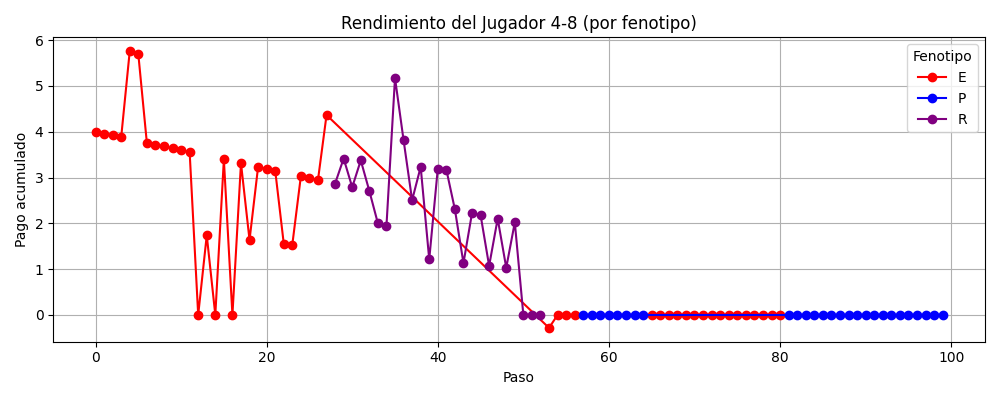 Rendimiento del Jugador 4-8 (por fenotipo)
Pago acumulado
6
5
4
3
2
1
0
Fenotipo
E
P
R
0 20 40 60 80 100
Paso